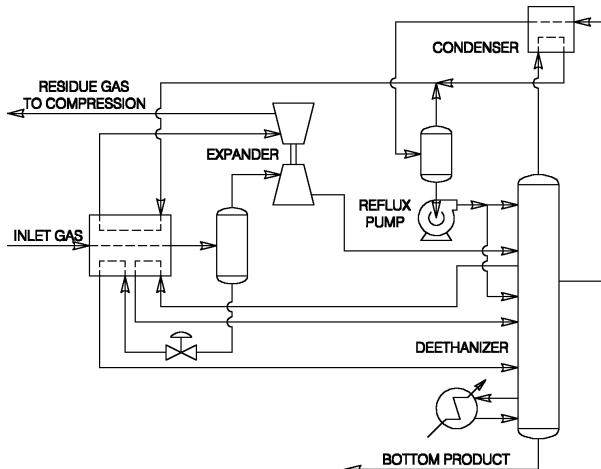 CONDENSER
RESIDUE GAS
TO COMPRESSION
EXPANDER
REFLUX
PUMP
INLET GAS
DEETHANIZER
BOTTOM PRODUCT